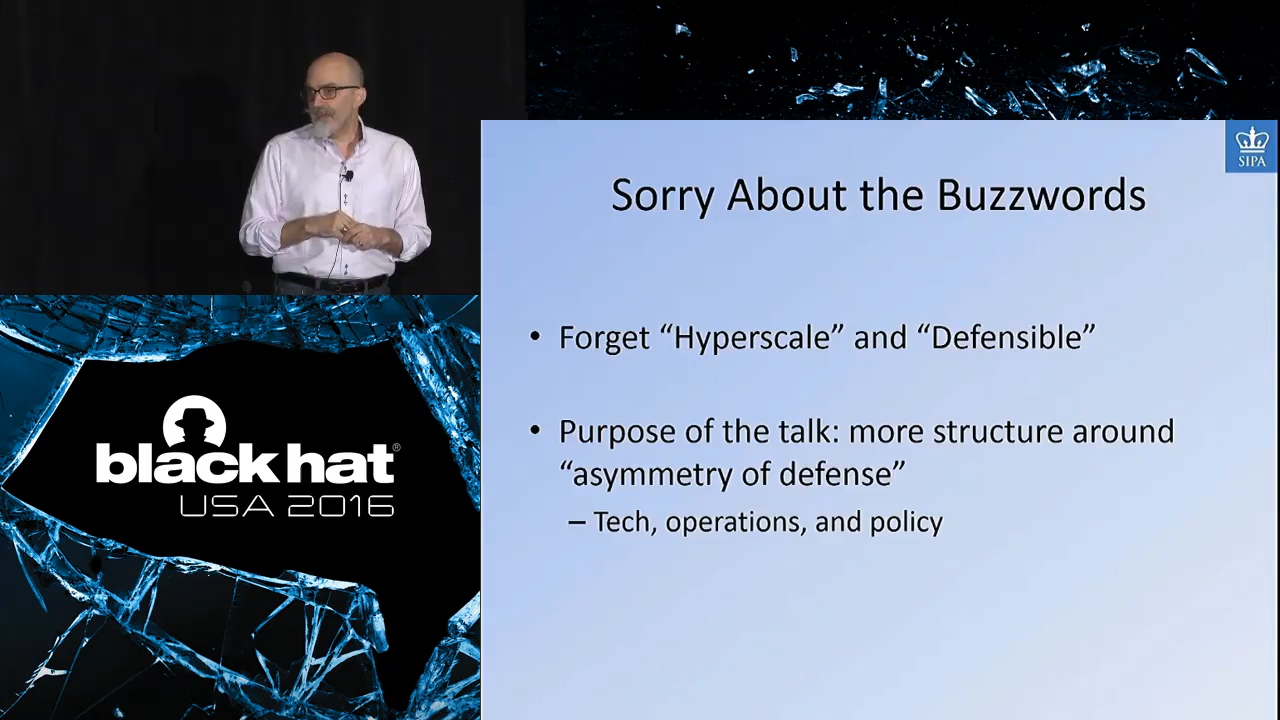 SIPA
Sorry About the Buzzwords
• Forget “Hyperscale” and “Defensible”
• Purpose of the talk: more structure around
“asymmetry of defense”
– Tech, operations, and policy
black hat®
USA 2016